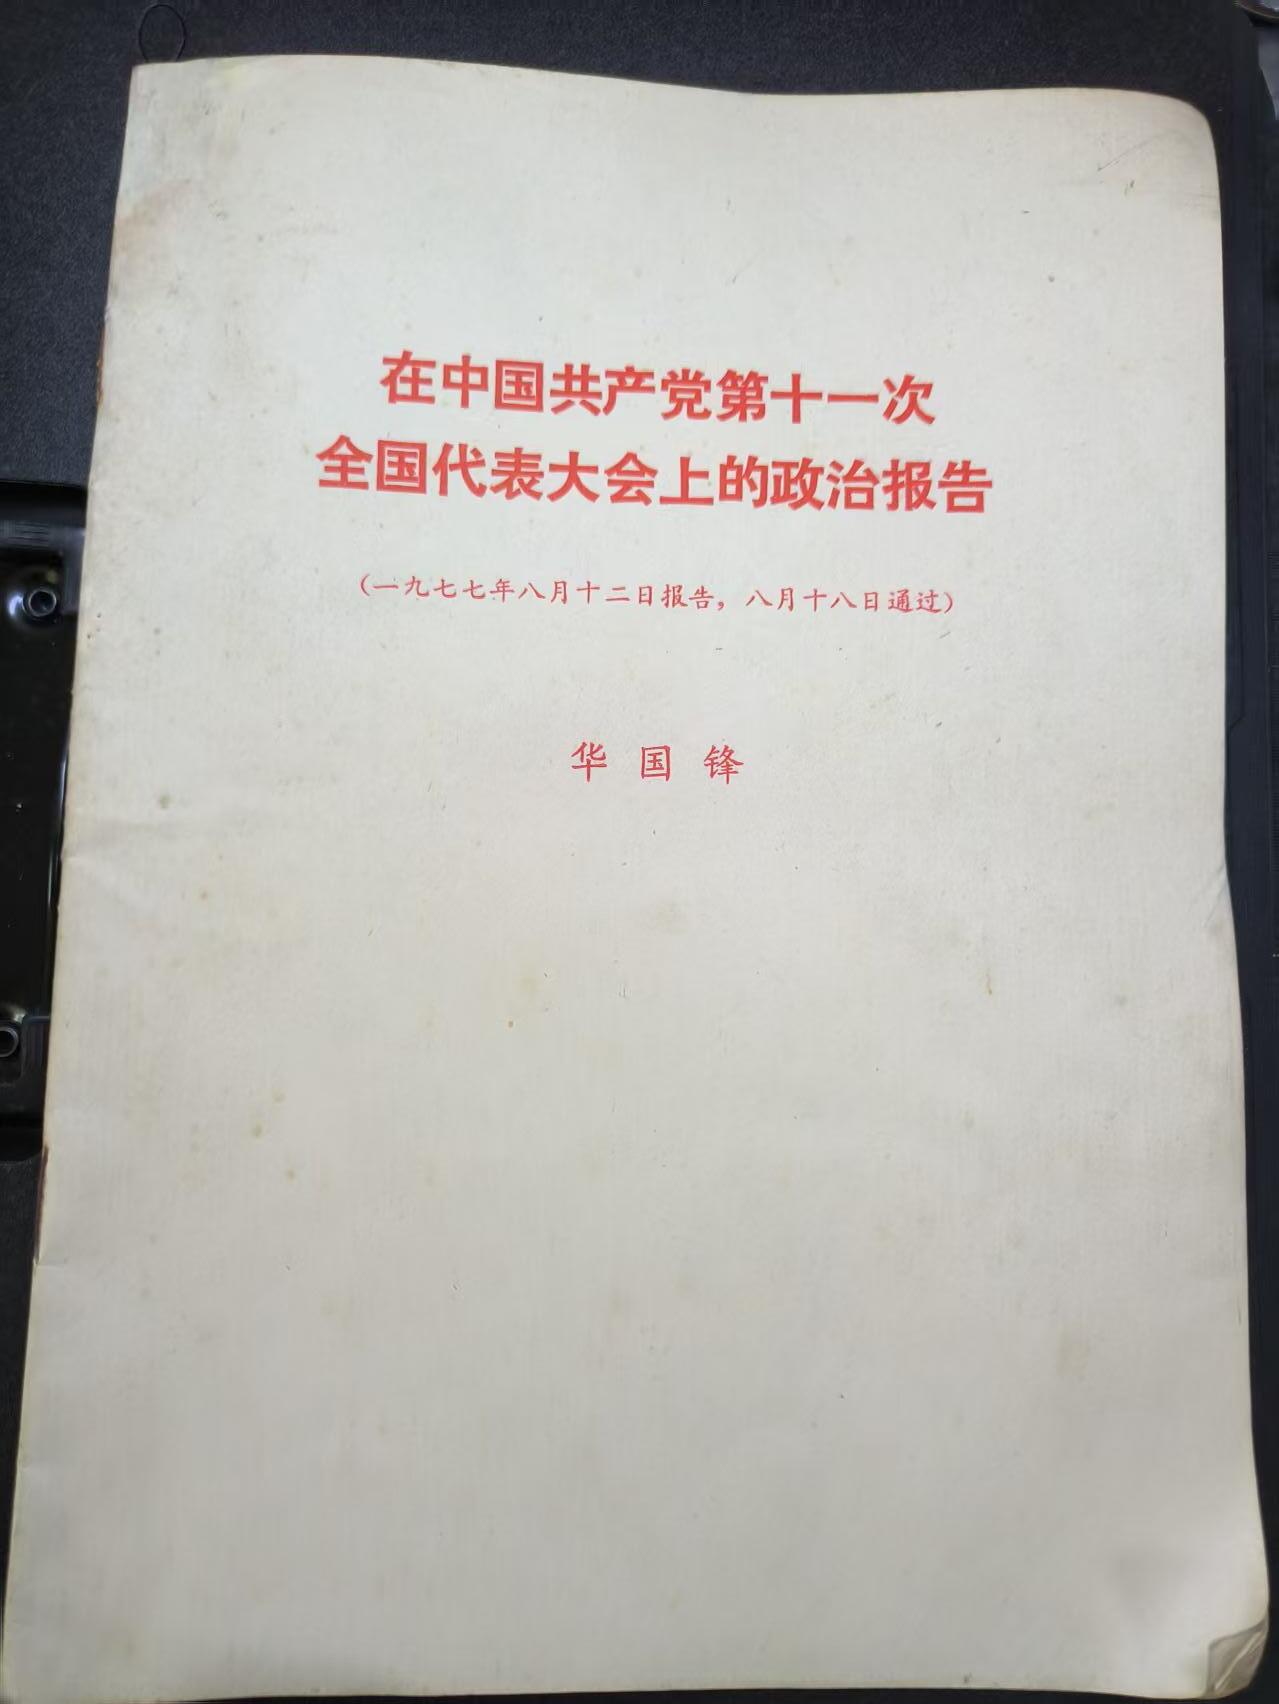 在中国共产党第十一次
全国代表大会上的政治报告
（一九七七年八月十二日报告，八月十八日通过）
华国锋